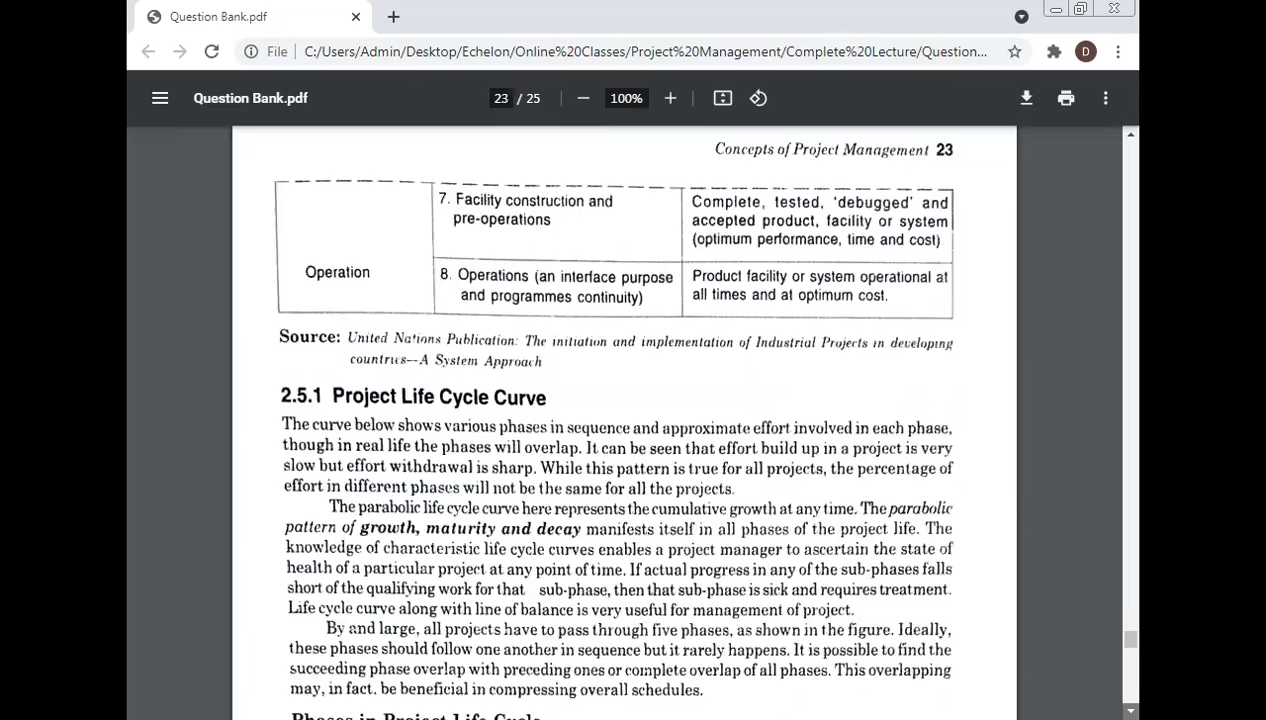 Question Bank.pdf
File C:/Users/Admin/Desktop/Echelon/Online%20Classes/Project%20Management/Complete%20Lecture/Question...
D
Question Bank.pdf
23 / 25
100%
Concepts of Project Management 23
7. Facility construction and
pre-operations
Complete, tested, 'debugged' and
accepted product, facility or system
(optimum performance, time and cost)
Operation
8. Operations (an interface purpose
and programmes continuity)
Product facility or system operational at
all times and at optimum cost.
Source: United Nations Publication: The initiation and implementation of Industrial Projects in developing
countries--A System Approach
2.5.1 Project Life Cycle Curve
The curve below shows various phases in sequence and approximate effort involved in each phase,
though in real life the phases will overlap. It can be seen that effort build up in a project is very
slow but effort withdrawal is sharp. While this pattern is true for all projects, the percentage of
effort in different phases will not be the same for all the projects.
The parabolic life cycle curve here represents the cumulative growth at any time. The parabolic
pattern of growth, maturity and decay manifests itself in all phases of the project life. The
knowledge of characteristic life cycle curves enables a project manager to ascertain the state of
health of a particular project at any point of time. If actual progress in any of the sub-phases falls
short of the qualifying work for that sub-phase, then that sub-phase is sick and requires treatment.
Life cycle curve along with line of balance is very useful for management of project.
By and large, all projects have to pass through five phases, as shown in the figure. Ideally,
these phases should follow one another in sequence but it rarely happens. It is possible to find the
succeeding phase overlap with preceding ones or complete overlap of all phases. This overlapping
may, in fact. be beneficial in compressing overall schedules.
Phases in Project Life Cycle